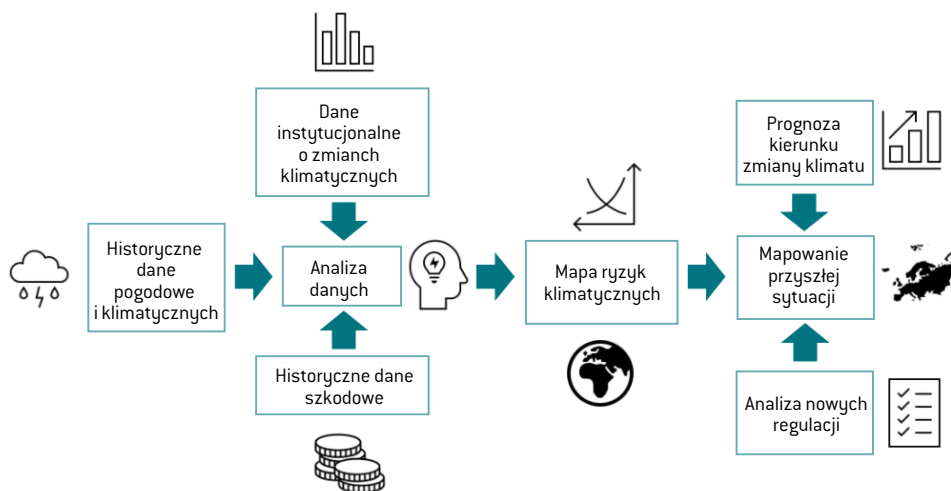 Dane
instytucjonalne
o zmianch
klimatycznych
Historyczne
dane
pogodowe
i klimatycznych
Analiza
danych
Historyczne dane
szkodowe
Mapa ryzyk
klimatycznych
Prognoza
kierunku
zmiany klimatu
Mapowanie
przyszłej
sytuacji
Analiza nowych
regulacji